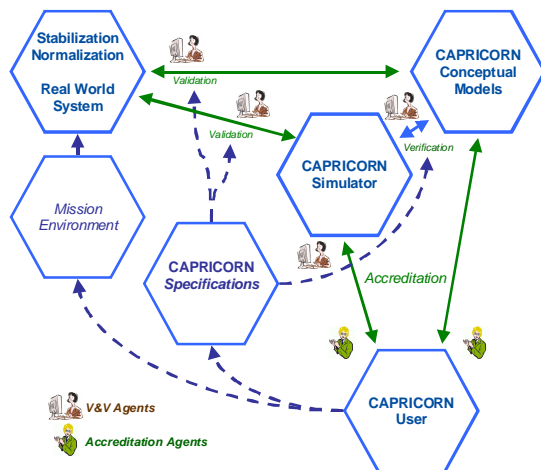 Stabilization
Normalization
Real World
System
Validation
CAPRICORN
Conceptual
Models
Validation
CAPRICORN
Simulator
Verification
Mission
Environment
CAPRICORN
Specifications
Accreditation
CAPRICORN
User
V&V Agents
Accreditation Agents